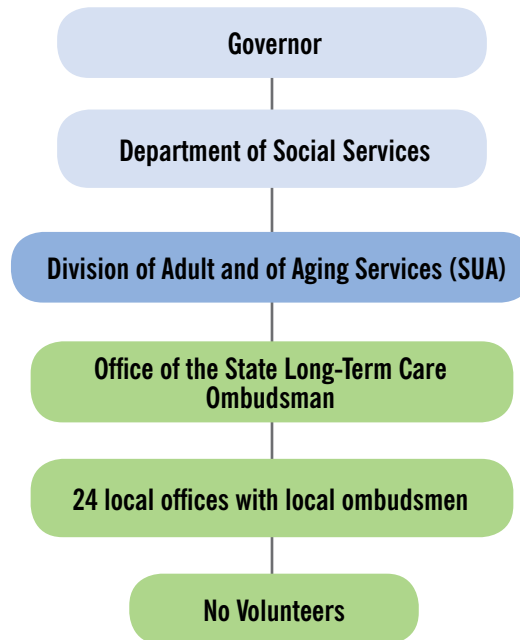 Governor
Department of Social Services
Division of Adult and of Aging Services (SUA)
Office of the State Long-Term Care
Ombudsman
24 local offices with local ombudsmen
No Volunteers